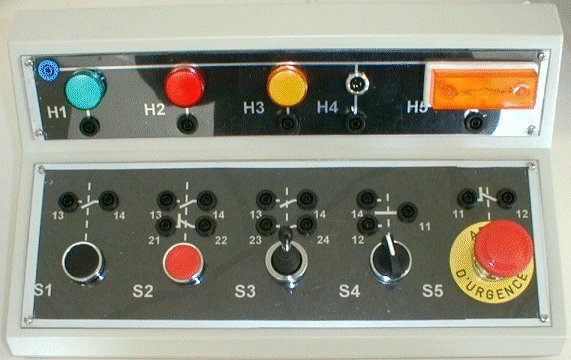 H1 H2 H3 H4 H5
13 14 13 14 13 14 14 11 12
21 22 23 24 12 11
S1 S2 S3 S4 S5
D'URGENCE